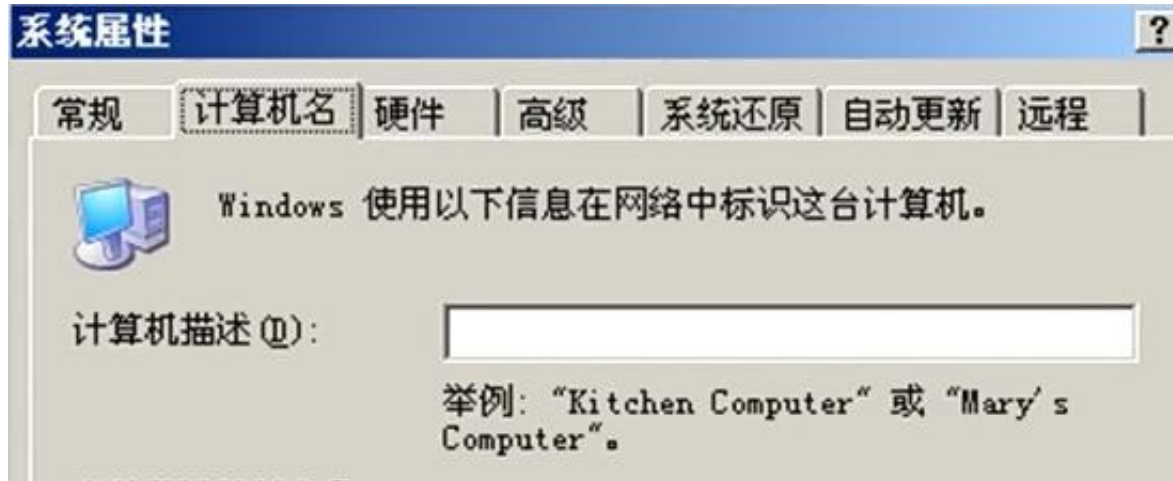 系统属性
?
常规 计算机名 硬件 高级 系统还原 自动更新 远程
Windows 使用以下信息在网络中标识这台计算机。
计算机描述(D):
举例: "Kitchen Computer" 或 "Mary's
Computer"。